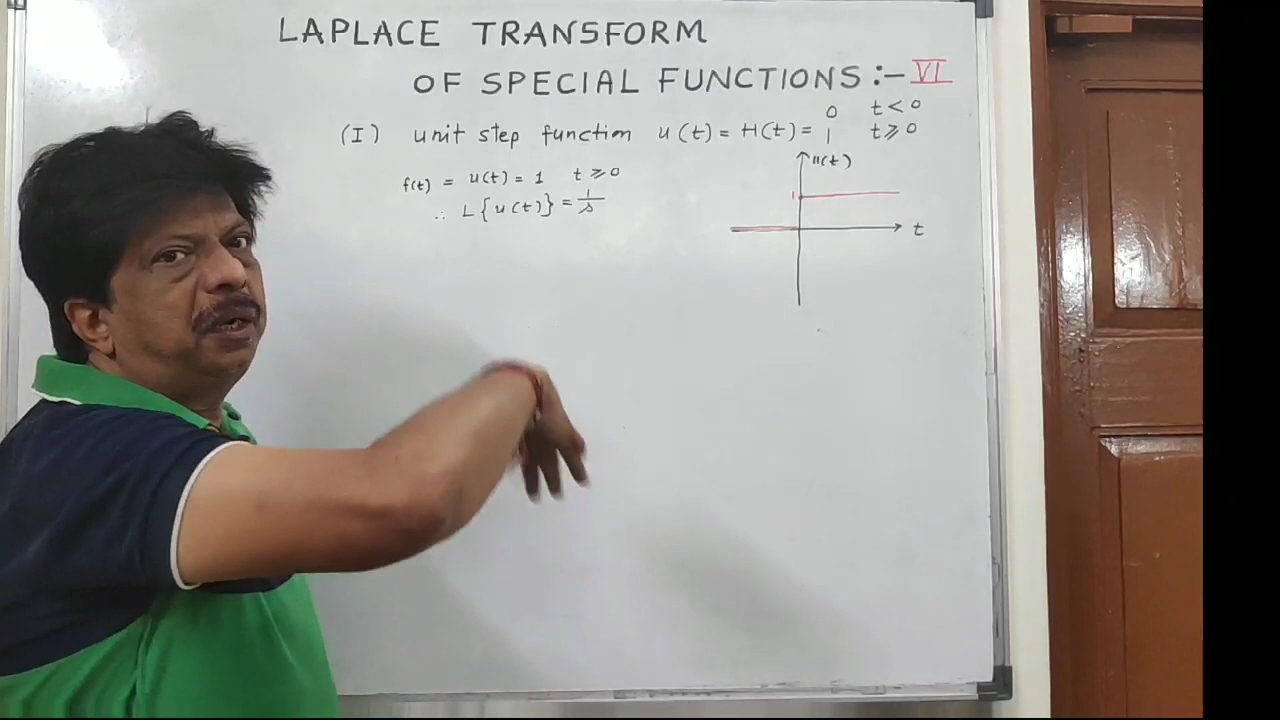 LAPLACE TRANSFORM
OF SPECIAL FUNCTIONS :- VI
(I) unit step function u(t) = H(t) = 0 t < 0
1 t ≥ 0
f(t) = u(t) = 1 t ≥ 0
∴ L{u(t)} = 1/s
u(t)
1
t